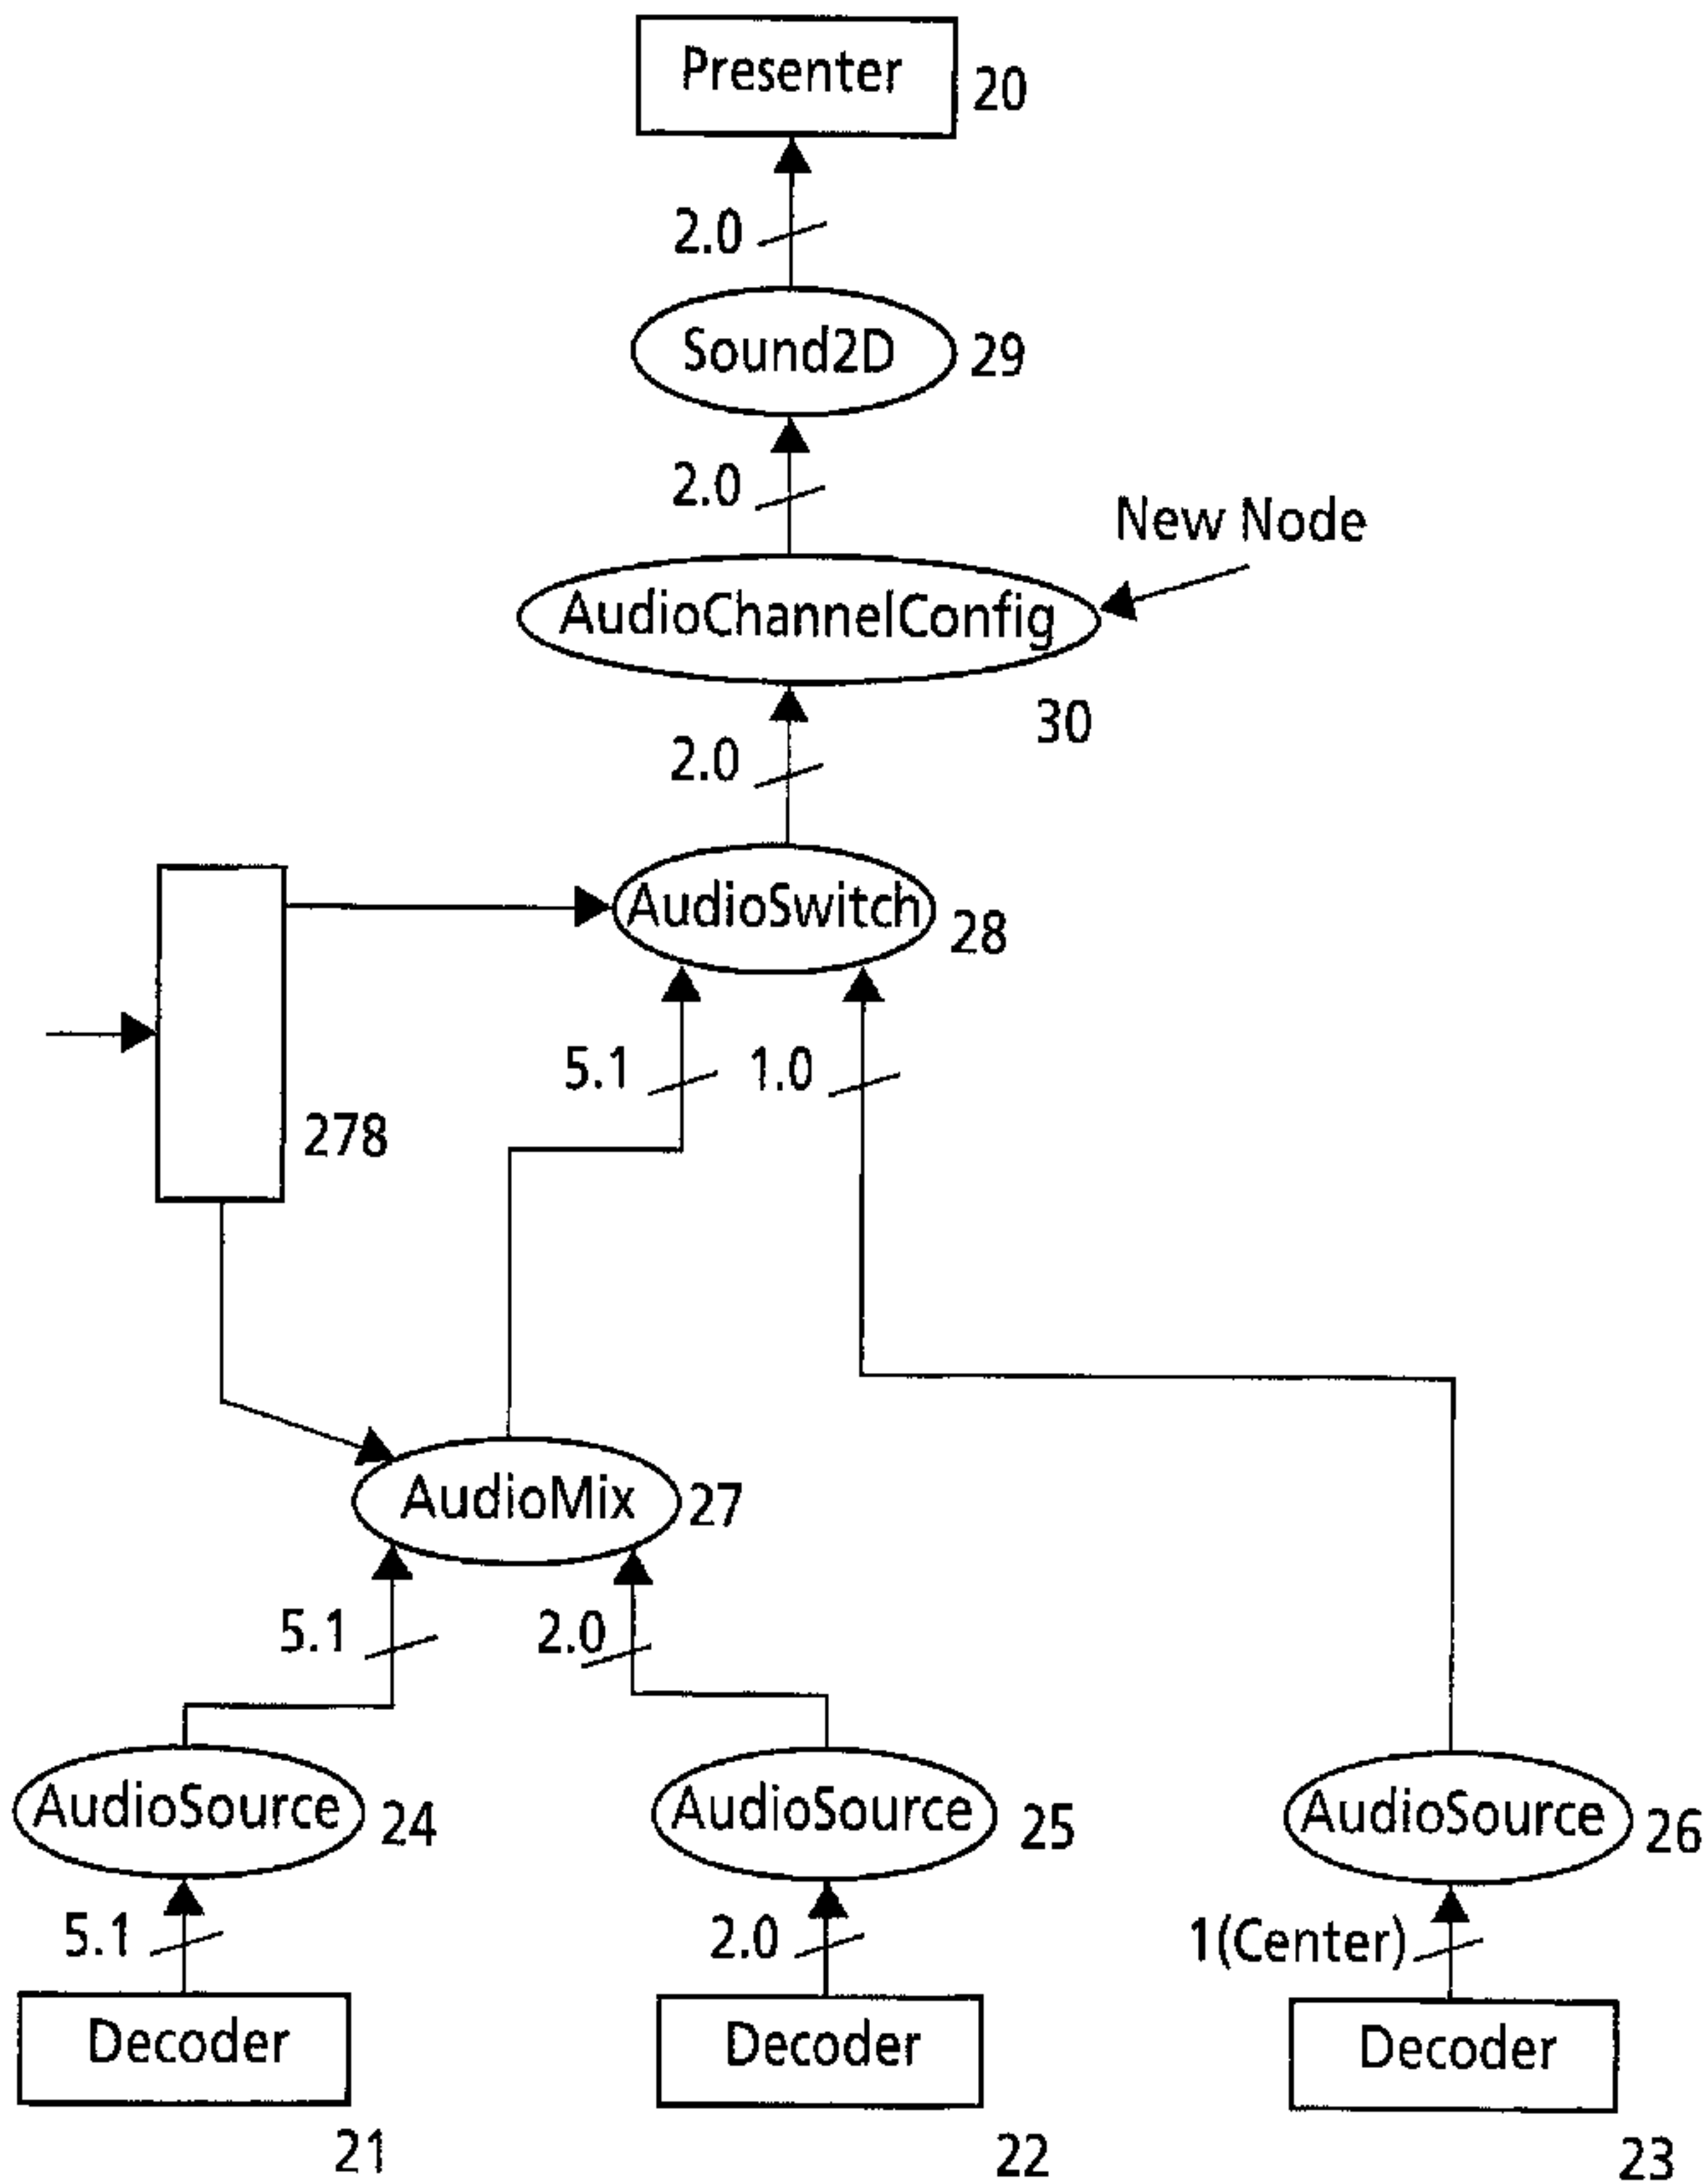 Presenter
20
2.0
Sound2D
29
2.0
New Node
AudioChannelConfig
30
2.0
AudioSwitch
28
5.1
1.0
278
AudioMix
27
5.1
2.0
AudioSource
24
AudioSource
25
AudioSource
26
5.1
2.0
1(Center)
Decoder
Decoder
Decoder
21
22
23